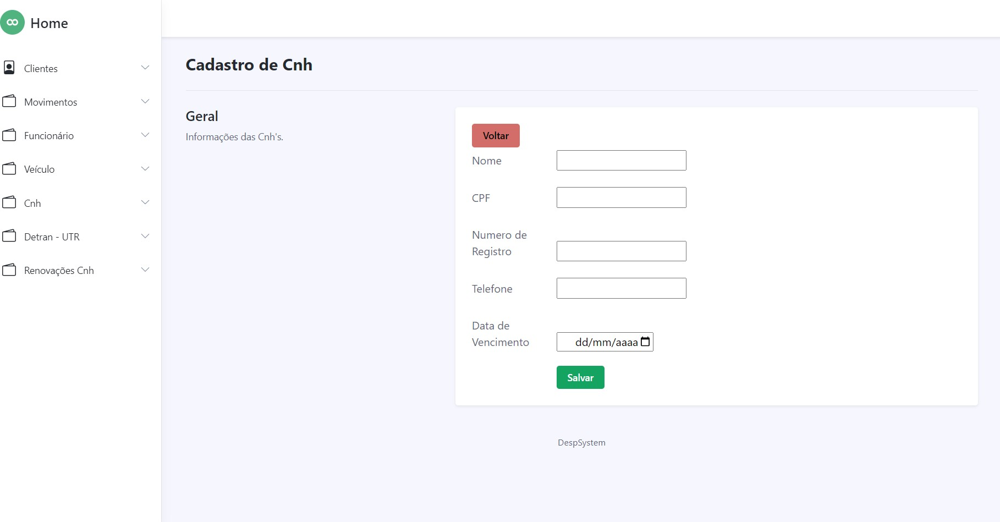 Home
Clientes
Movimentos
Funcionário
Veículo
Cnh
Detran - UTR
Renovações Cnh
Cadastro de Cnh
Geral
Informações das Cnh's.
Voltar
Nome
CPF
Numero de
Registro
Telefone
Data de
Vencimento
dd/mm/aaaa
Salvar
DespSystem